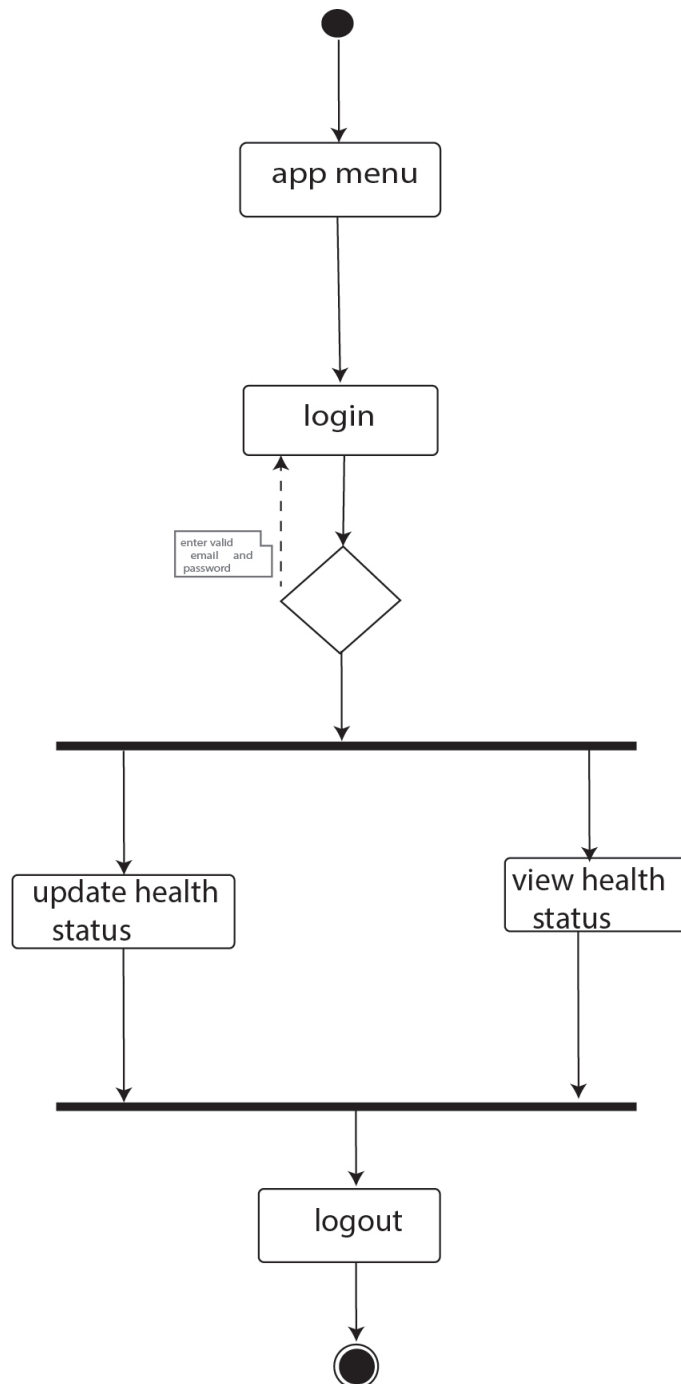 app menu
login
enter valid
email and
password
update health
status
view health
status
logout